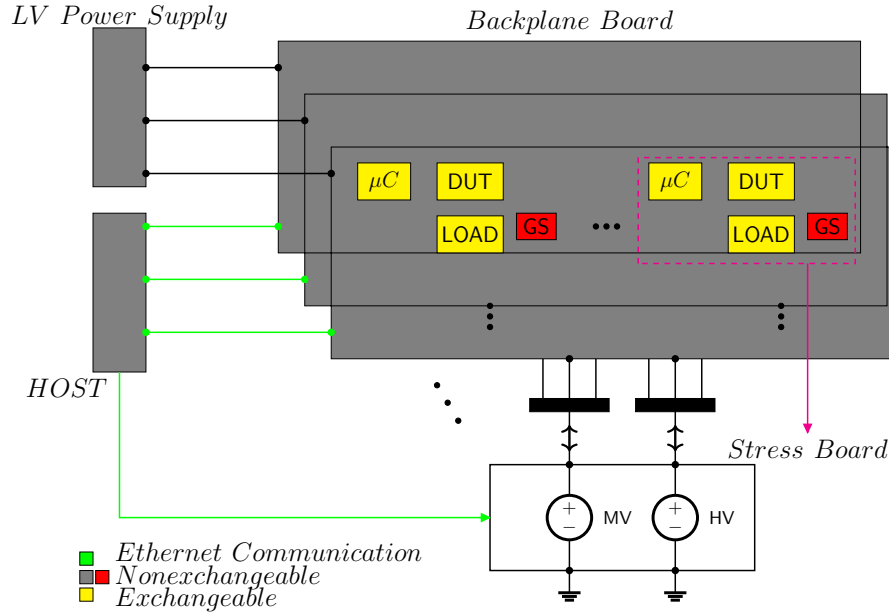 LV Power Supply
Backplane Board
μC DUT μC DUT
LOAD GS LOAD GS
HOST
Stress Board
+ MV + HV
− −
Ethernet Communication
Nonexchangeable
Exchangeable